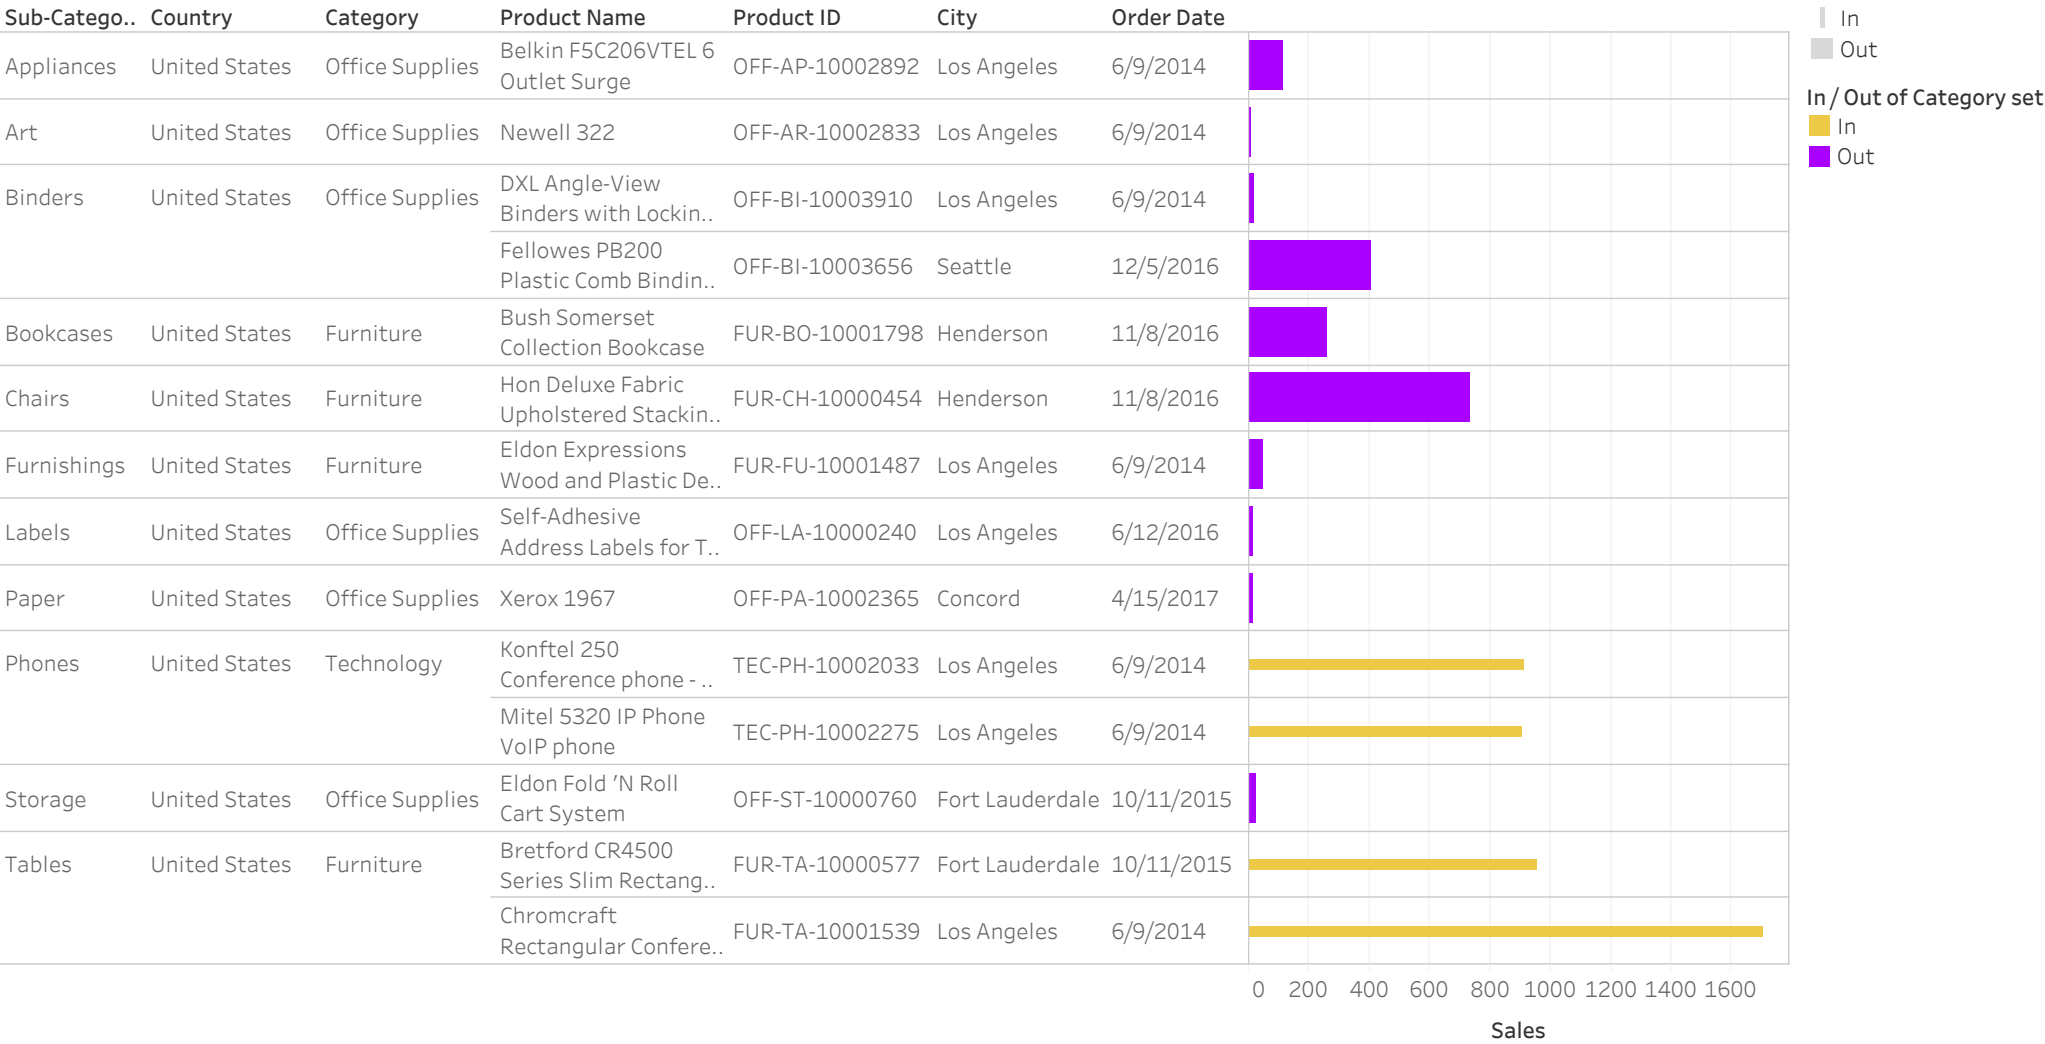 Sub-Catego.. Country Category Product Name Product ID City Order Date
In
Out
In / Out of Category set
In
Out
Appliances United States Office Supplies Belkin F5C206VTEL 6 OFF-AP-10002892 Los Angeles 6/9/2014
Outlet Surge
Art United States Office Supplies Newell 322 OFF-AR-10002833 Los Angeles 6/9/2014
Binders United States Office Supplies DXL Angle-View OFF-BI-10003910 Los Angeles 6/9/2014
Binders with Lockin..
Fellowes PB200 OFF-BI-10003656 Seattle 12/5/2016
Plastic Comb Bindin..
Bookcases United States Furniture Bush Somerset FUR-BO-10001798 Henderson 11/8/2016
Collection Bookcase
Chairs United States Furniture Hon Deluxe Fabric FUR-CH-10000454 Henderson 11/8/2016
Upholstered Stackin..
Furnishings United States Furniture Eldon Expressions FUR-FU-10001487 Los Angeles 6/9/2014
Wood and Plastic De..
Labels United States Office Supplies Self-Adhesive OFF-LA-10000240 Los Angeles 6/12/2016
Address Labels for T..
Paper United States Office Supplies Xerox 1967 OFF-PA-10002365 Concord 4/15/2017
Phones United States Technology Konftel 250 TEC-PH-10002033 Los Angeles 6/9/2014
Conference phone - ..
Mitel 5320 IP Phone TEC-PH-10002275 Los Angeles 6/9/2014
VoIP phone
Storage United States Office Supplies Eldon Fold 'N Roll OFF-ST-10000760 Fort Lauderdale 10/11/2015
Cart System
Tables United States Furniture Bretford CR4500 FUR-TA-10000577 Fort Lauderdale 10/11/2015
Series Slim Rectang..
Chromcraft FUR-TA-10001539 Los Angeles 6/9/2014
Rectangular Confere..
0 200 400 600 800 1000 1200 1400 1600
Sales